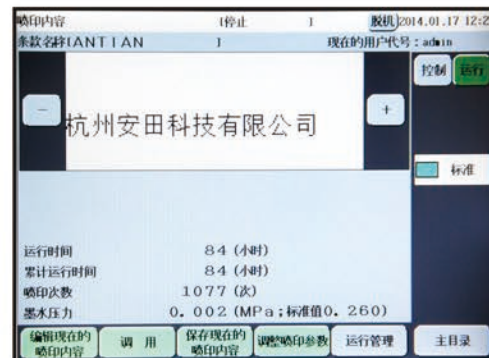 喷印内容 [停止 ] 脱机 2014.01.17 12:2
条款名称[ANTIAN ] 现在的用户代号:admin
控制 运行
- 杭州安田科技有限公司 +
标准
运行时间 84 (小时)
累计运行时间 84 (小时)
喷印次数 1077 (次)
墨水压力 0.002 (MPa;标准值0.260)
编辑现在的喷印内容 调 用 保存现在的喷印内容 调整喷印参数 运行管理 主目录